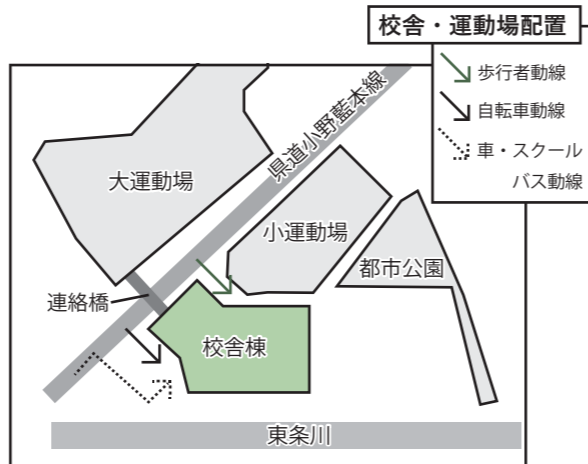 校舎・運動場配置
歩行者動線
自転車動線
車・スクール
バス動線
県道小野藍本線
大運動場
小運動場
都市公園
連絡橋
校舎棟
東条川